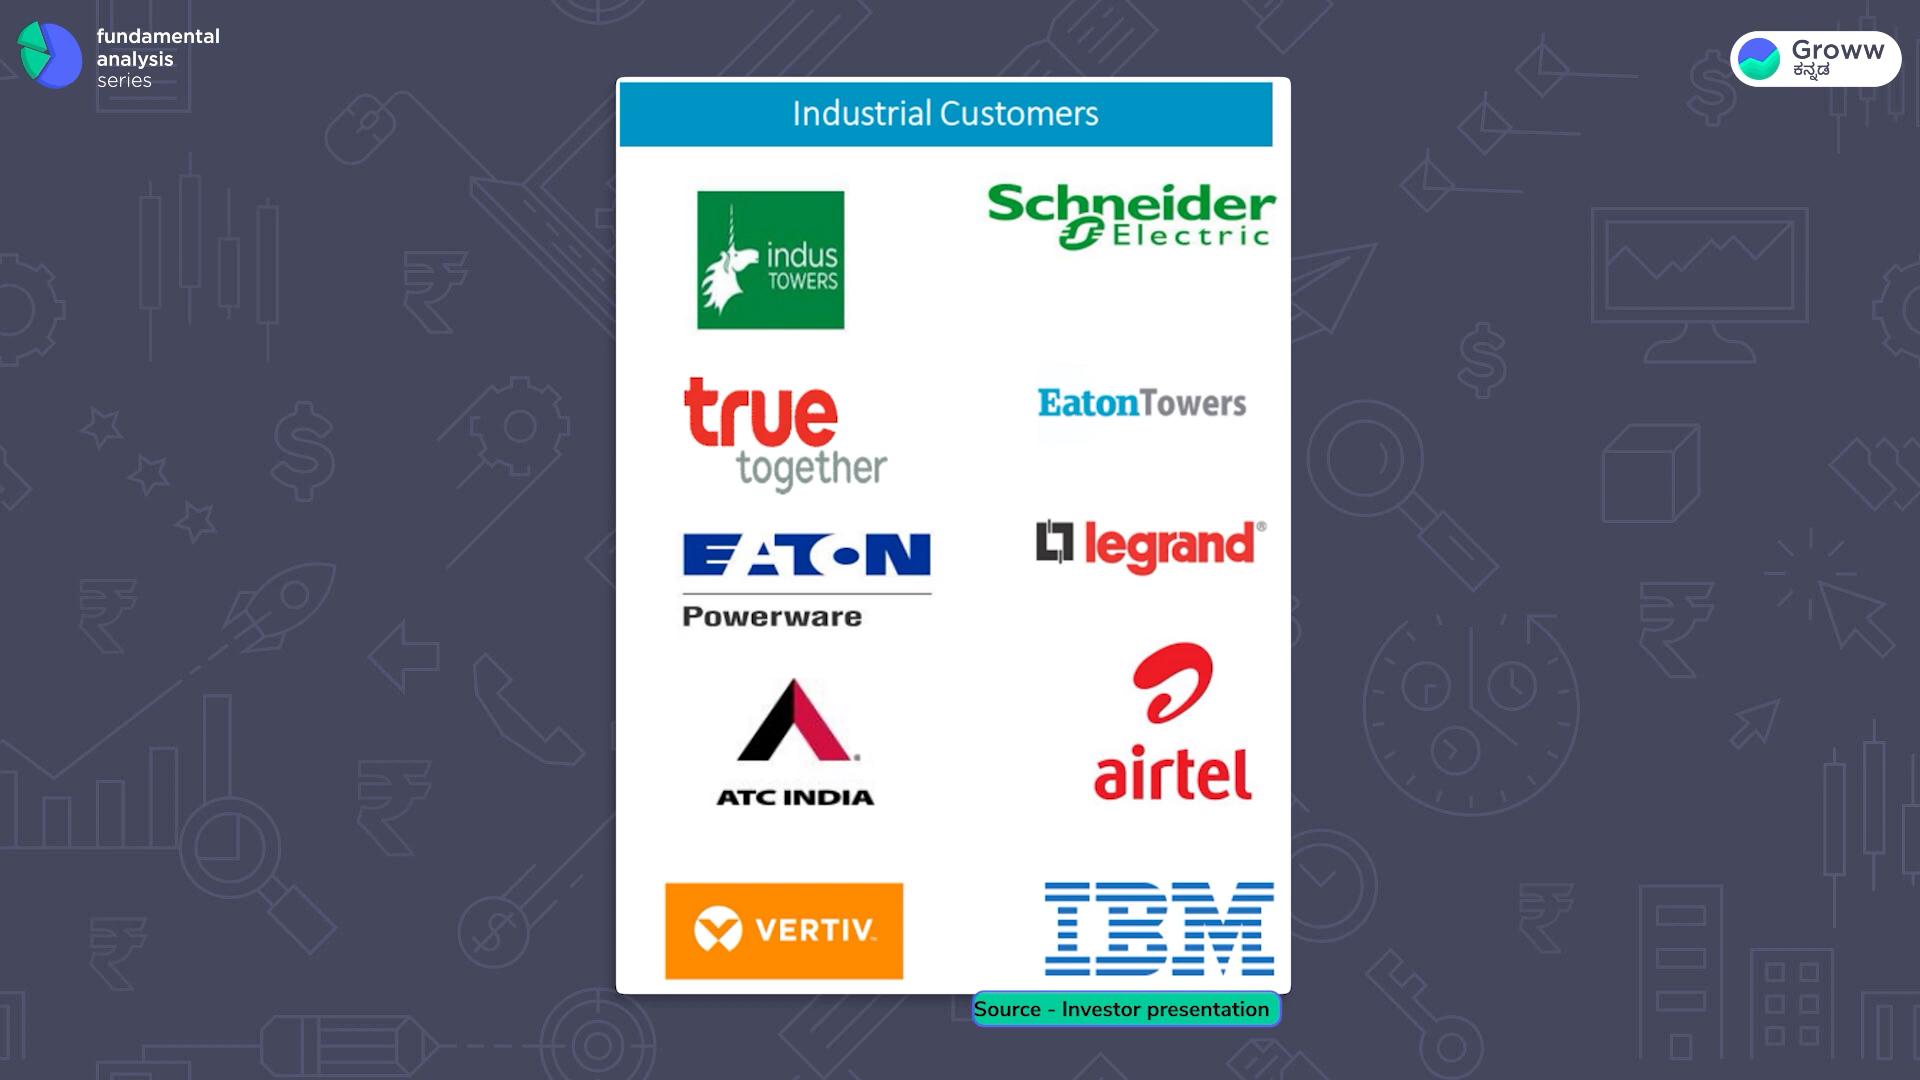 fundamental
analysis
series
Groww
ಕನ್ನಡ
Industrial Customers
indus
TOWERS
Schneider
Electric
true
together
EatonTowers
EATON
Powerware
legrand®
ATC INDIA
airtel
VERTIV™
IBM
Source - Investor presentation